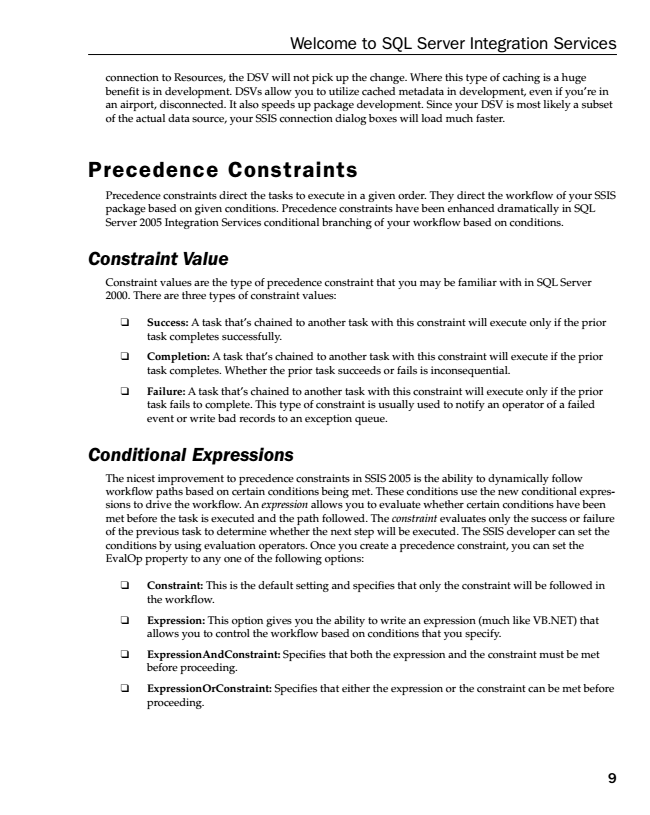 Welcome to SQL Server Integration Services
connection to Resources, the DSV will not pick up the change. Where this type of caching is a huge
benefit is in development. DSVs allow you to utilize cached metadata in development, even if you're in
an airport, disconnected. It also speeds up package development. Since your DSV is most likely a subset
of the actual data source, your SSIS connection dialog boxes will load much faster.
Precedence Constraints
Precedence constraints direct the tasks to execute in a given order. They direct the workflow of your SSIS
package based on given conditions. Precedence constraints have been enhanced dramatically in SQL
Server 2005 Integration Services conditional branching of your workflow based on conditions.
Constraint Value
Constraint values are the type of precedence constraint that you may be familiar with in SQL Server
2000. There are three types of constraint values:
❑ Success: A task that's chained to another task with this constraint will execute only if the prior
task completes successfully.
❑ Completion: A task that's chained to another task with this constraint will execute if the prior
task completes. Whether the prior task succeeds or fails is inconsequential.
❑ Failure: A task that's chained to another task with this constraint will execute only if the prior
task fails to complete. This type of constraint is usually used to notify an operator of a failed
event or write bad records to an exception queue.
Conditional Expressions
The nicest improvement to precedence constraints in SSIS 2005 is the ability to dynamically follow
workflow paths based on certain conditions being met. These conditions use the new conditional expres-
sions to drive the workflow. An expression allows you to evaluate whether certain conditions have been
met before the task is executed and the path followed. The constraint evaluates only the success or failure
of the previous task to determine whether the next step will be executed. The SSIS developer can set the
conditions by using evaluation operators. Once you create a precedence constraint, you can set the
EvalOp property to any one of the following options:
❑ Constraint: This is the default setting and specifies that only the constraint will be followed in
the workflow.
❑ Expression: This option gives you the ability to write an expression (much like VB.NET) that
allows you to control the workflow based on conditions that you specify.
❑ ExpressionAndConstraint: Specifies that both the expression and the constraint must be met
before proceeding.
❑ ExpressionOrConstraint: Specifies that either the expression or the constraint can be met before
proceeding.
9